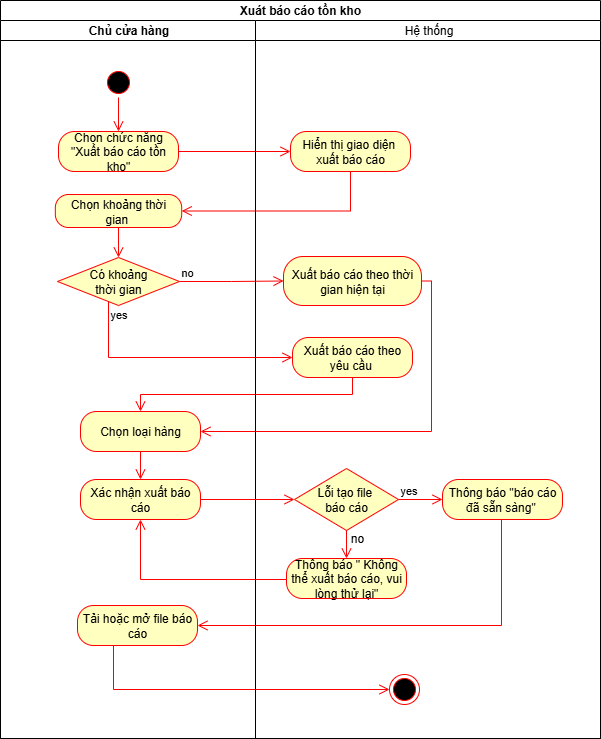 Xuát báo cáo tồn kho
Chủ cửa hàng
Hệ thống
Chọn chức năng
"Xuất báo cáo tồn
kho"
Hiển thị giao diện
xuất báo cáo
Chọn khoảng thời
gian
Có khoảng
thời gian
no
Xuất báo cáo theo thời
gian hiện tại
yes
Xuất báo cáo theo
yêu cầu
Chọn loại hàng
Xác nhận xuất báo
cáo
Lỗi tạo file
báo cáo
yes
Thông báo "báo cáo
đã sẵn sàng"
no
Thông báo " Không
thể xuất báo cáo, vui
lòng thử lại"
Tải hoặc mở file báo
cáo